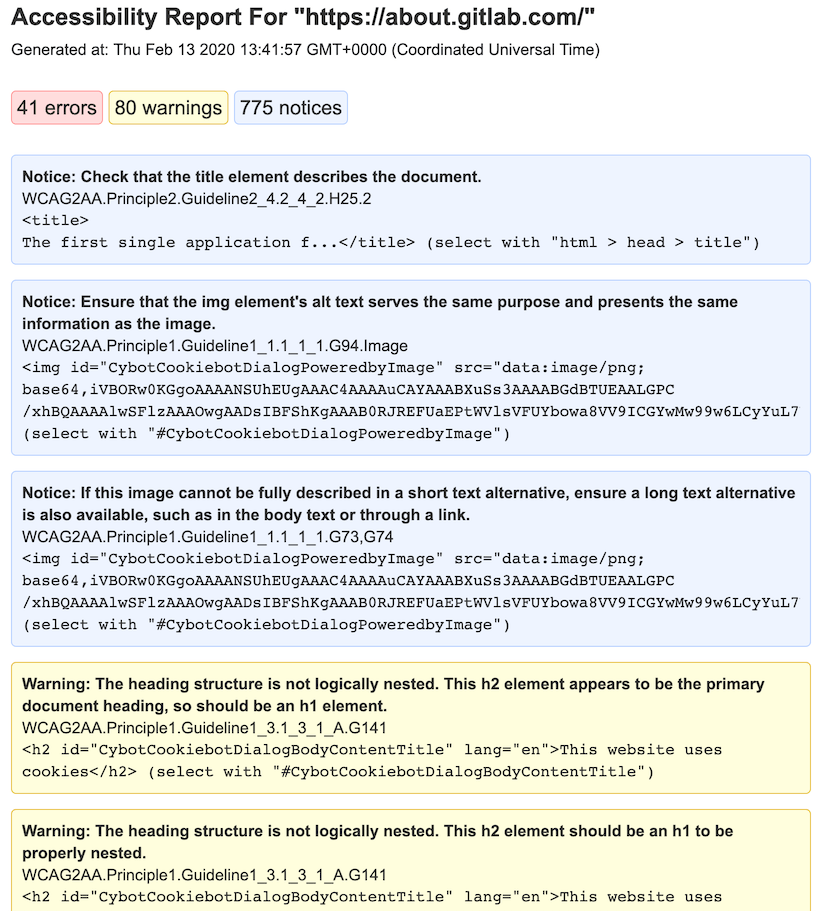 Accessibility Report For "https://about.gitlab.com/"
Generated at: Thu Feb 13 2020 13:41:57 GMT+0000 (Coordinated Universal Time)
41 errors 80 warnings 775 notices
Notice: Check that the title element describes the document.
WCAG2AA.Principle2.Guideline2_4.2_4_2.H25.2
<title>
The first single application f...</title> (select with "html > head > title")
Notice: Ensure that the img element's alt text serves the same purpose and presents the same
information as the image.
WCAG2AA.Principle1.Guideline1_1.1_1_1.G94.Image
<img id="CybotCookiebotDialogPoweredbyImage" src="data:image/png;
base64,iVBORw0KGgoAAAANSUhEUgAAAC4AAAAuCAYAAABXuSs3AAAABGdBTUEAALGPC
/xhBQAAAAlwSFlzAAAOwgAADsIBFShKgAAAB0RJREFUaEPtWVlsVFUYbowa8VV9ICGYwMw99w6LCyYuL7
(select with "#CybotCookiebotDialogPoweredbyImage")
Notice: If this image cannot be fully described in a short text alternative, ensure a long text alternative
is also available, such as in the body text or through a link.
WCAG2AA.Principle1.Guideline1_1.1_1_1.G73,G74
<img id="CybotCookiebotDialogPoweredbyImage" src="data:image/png;
base64,iVBORw0KGgoAAAANSUhEUgAAAC4AAAAuCAYAAABXuSs3AAAABGdBTUEAALGPC
/xhBQAAAAlwSFlzAAAOwgAADsIBFShKgAAAB0RJREFUaEPtWVlsVFUYbowa8VV9ICGYwMw99w6LCyYuL7
(select with "#CybotCookiebotDialogPoweredbyImage")
Warning: The heading structure is not logically nested. This h2 element appears to be the primary
document heading, so should be an h1 element.
WCAG2AA.Principle1.Guideline1_3.1_3_1_A.G141
<h2 id="CybotCookiebotDialogBodyContentTitle" lang="en">This website uses
cookies</h2> (select with "#CybotCookiebotDialogBodyContentTitle")
Warning: The heading structure is not logically nested. This h2 element should be an h1 to be
properly nested.
WCAG2AA.Principle1.Guideline1_3.1_3_1_A.G141
<h2 id="CybotCookiebotDialogBodyContentTitle" lang="en">This website uses